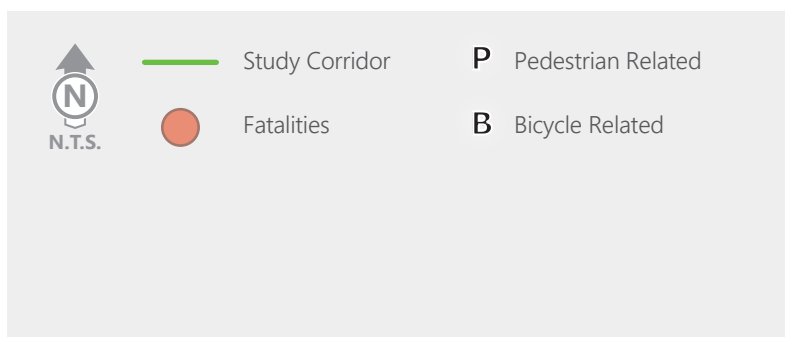 N
N.T.S.
Study Corridor
Fatalities
P Pedestrian Related
B Bicycle Related